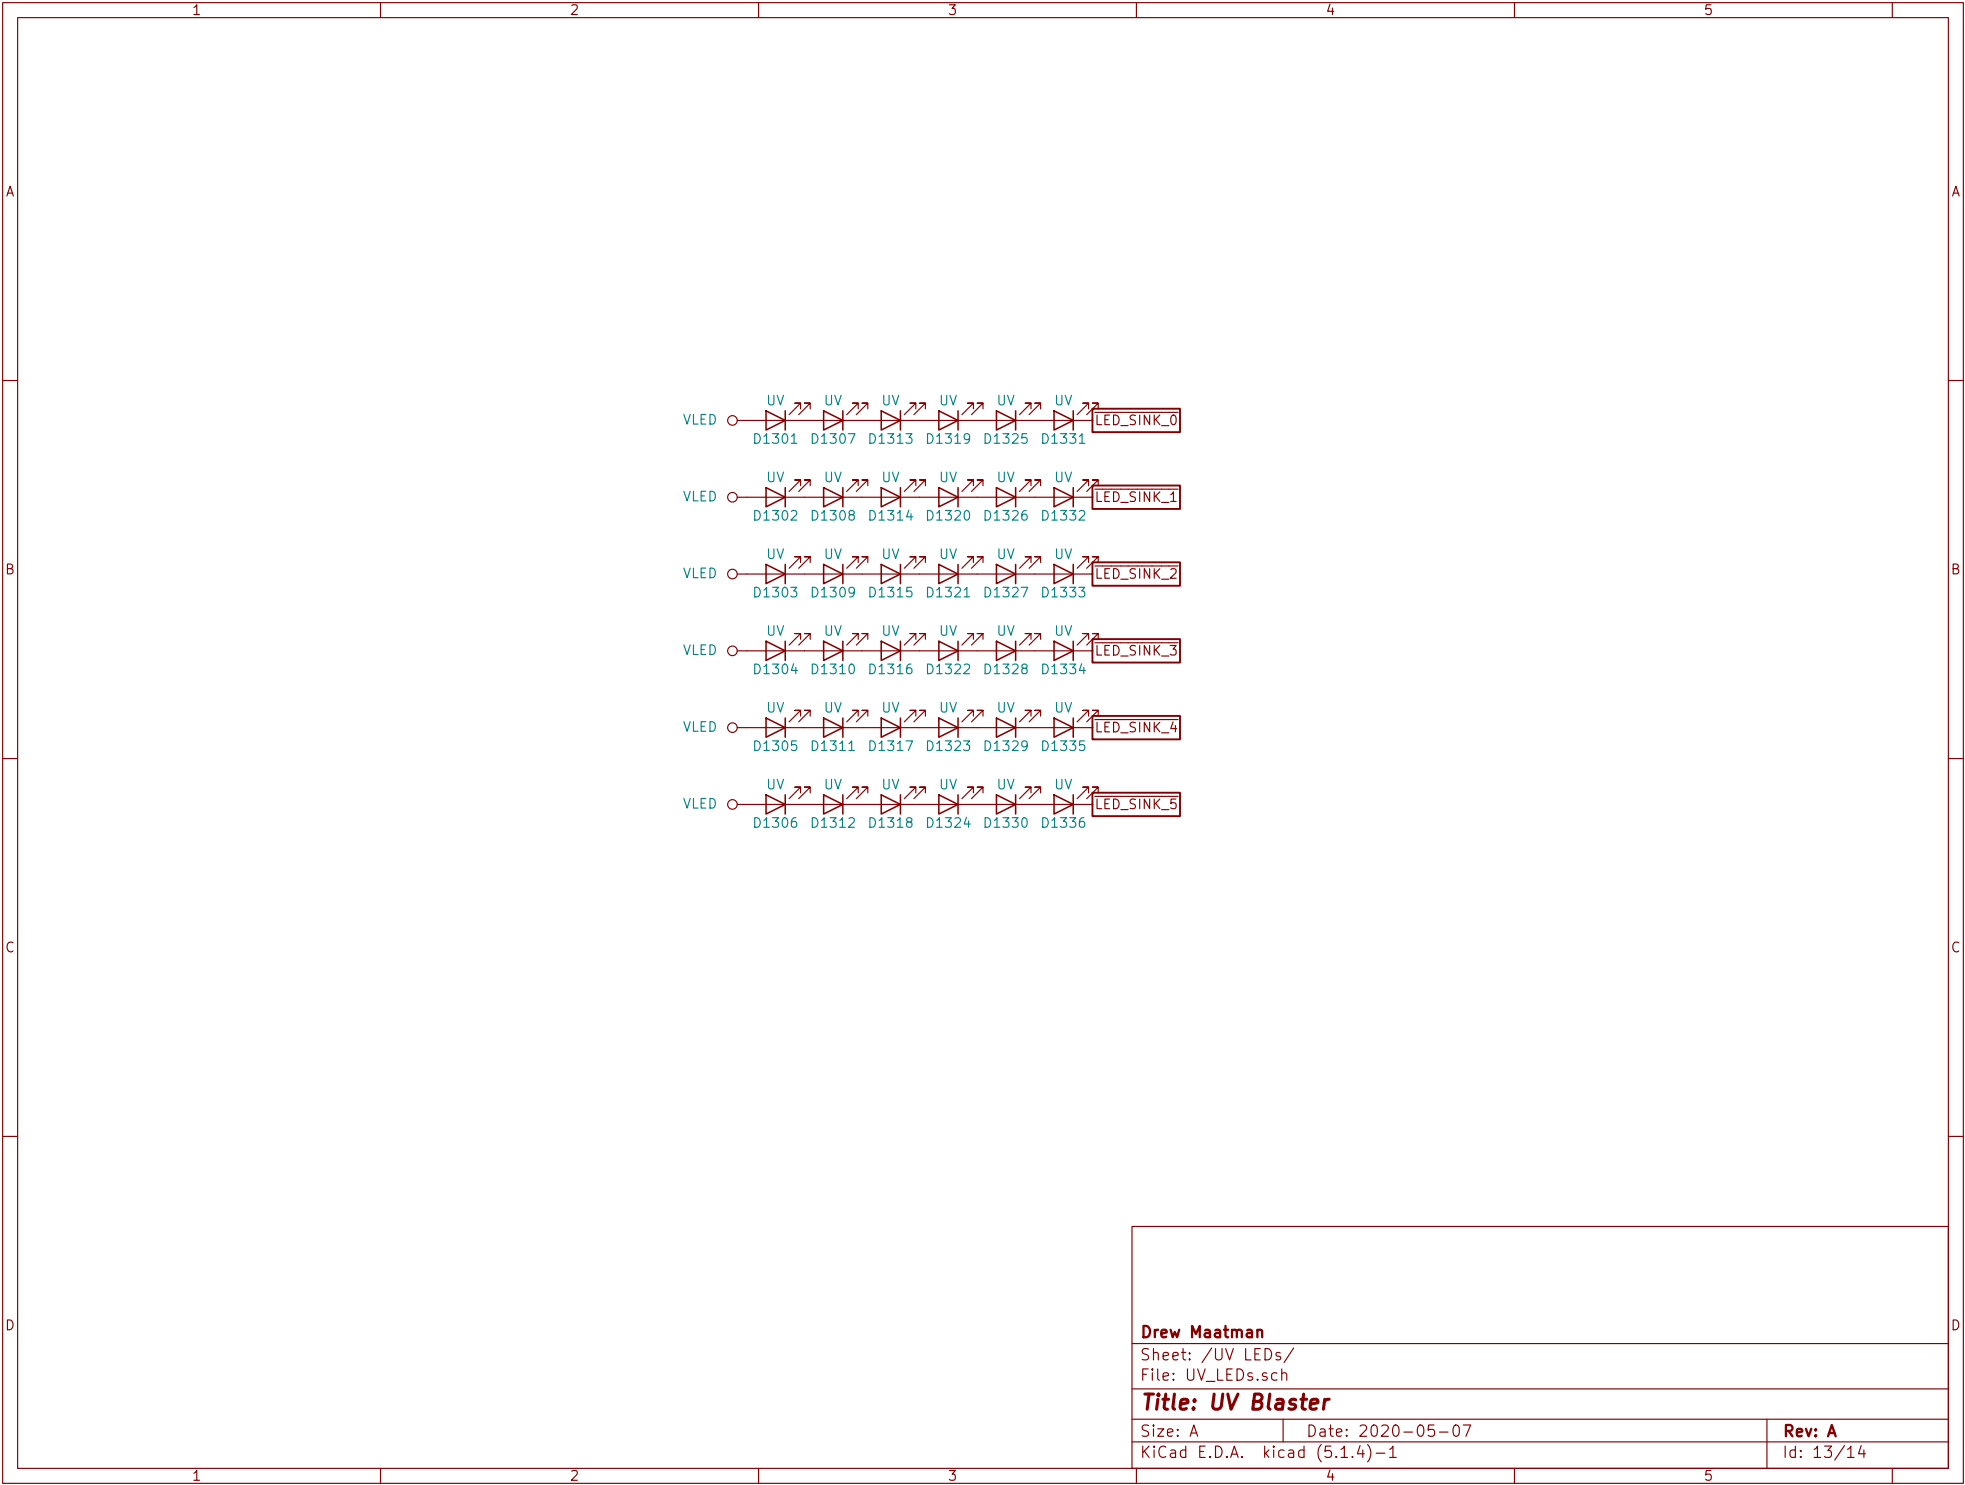 1 2 3 4 5
A A
UV UV UV UV UV UV
VLED LED_SINK_0
D1301 D1307 D1313 D1319 D1325 D1331
UV UV UV UV UV UV
VLED LED_SINK_1
D1302 D1308 D1314 D1320 D1326 D1332
UV UV UV UV UV UV
B B
VLED LED_SINK_2
D1303 D1309 D1315 D1321 D1327 D1333
UV UV UV UV UV UV
VLED LED_SINK_3
D1304 D1310 D1316 D1322 D1328 D1334
UV UV UV UV UV UV
VLED LED_SINK_4
D1305 D1311 D1317 D1323 D1329 D1335
UV UV UV UV UV UV
VLED LED_SINK_5
D1306 D1312 D1318 D1324 D1330 D1336
C C
D D
Drew Maatman
Sheet: /UV LEDs/
File: UV_LEDs.sch
Title: UV Blaster
Size: A Date: 2020-05-07 Rev: A
KiCad E.D.A. kicad (5.1.4)-1 Id: 13/14
1 2 3 4 5